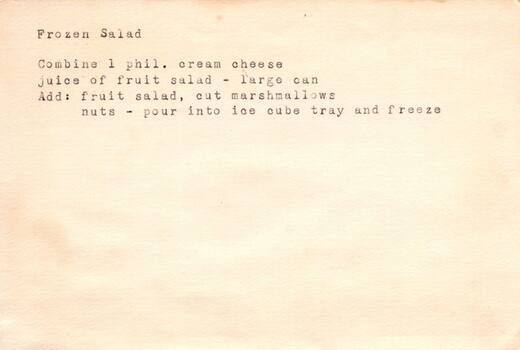 Frozen Salad
Combine 1 phil. cream cheese
juice of fruit salad - large can
Add: fruit salad, cut marshmallows
nuts - pour into ice cube tray and freeze